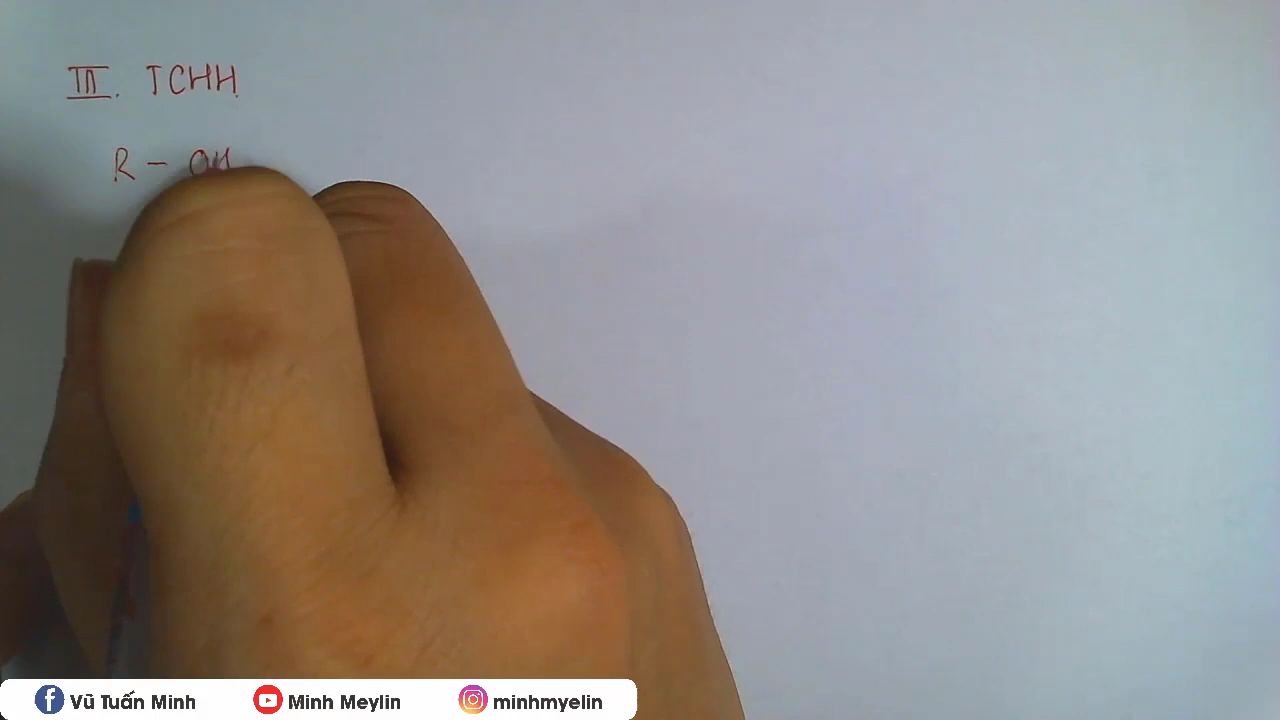 III. TCHH
R - OH
Vũ Tuấn Minh
Minh Meylin
minhmyelin